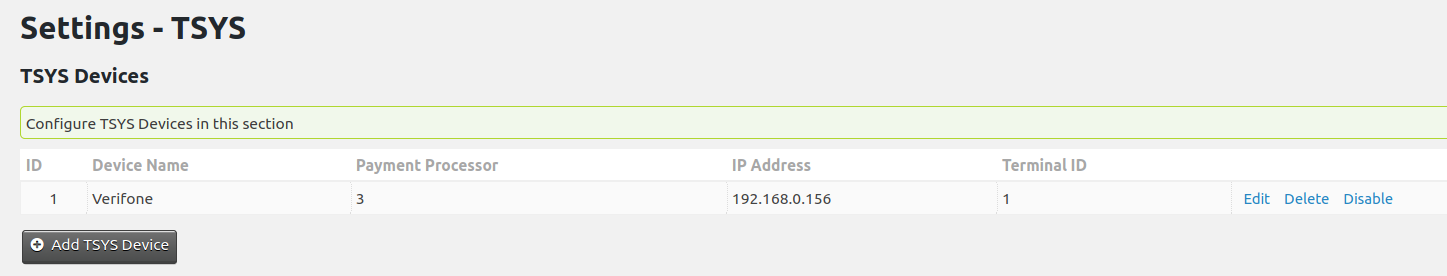 Settings - TSYS
TSYS Devices
Configure TSYS Devices in this section
ID Device Name Payment Processor IP Address Terminal ID
1 Verifone 3 192.168.0.156 1 Edit Delete Disable
Add TSYS Device